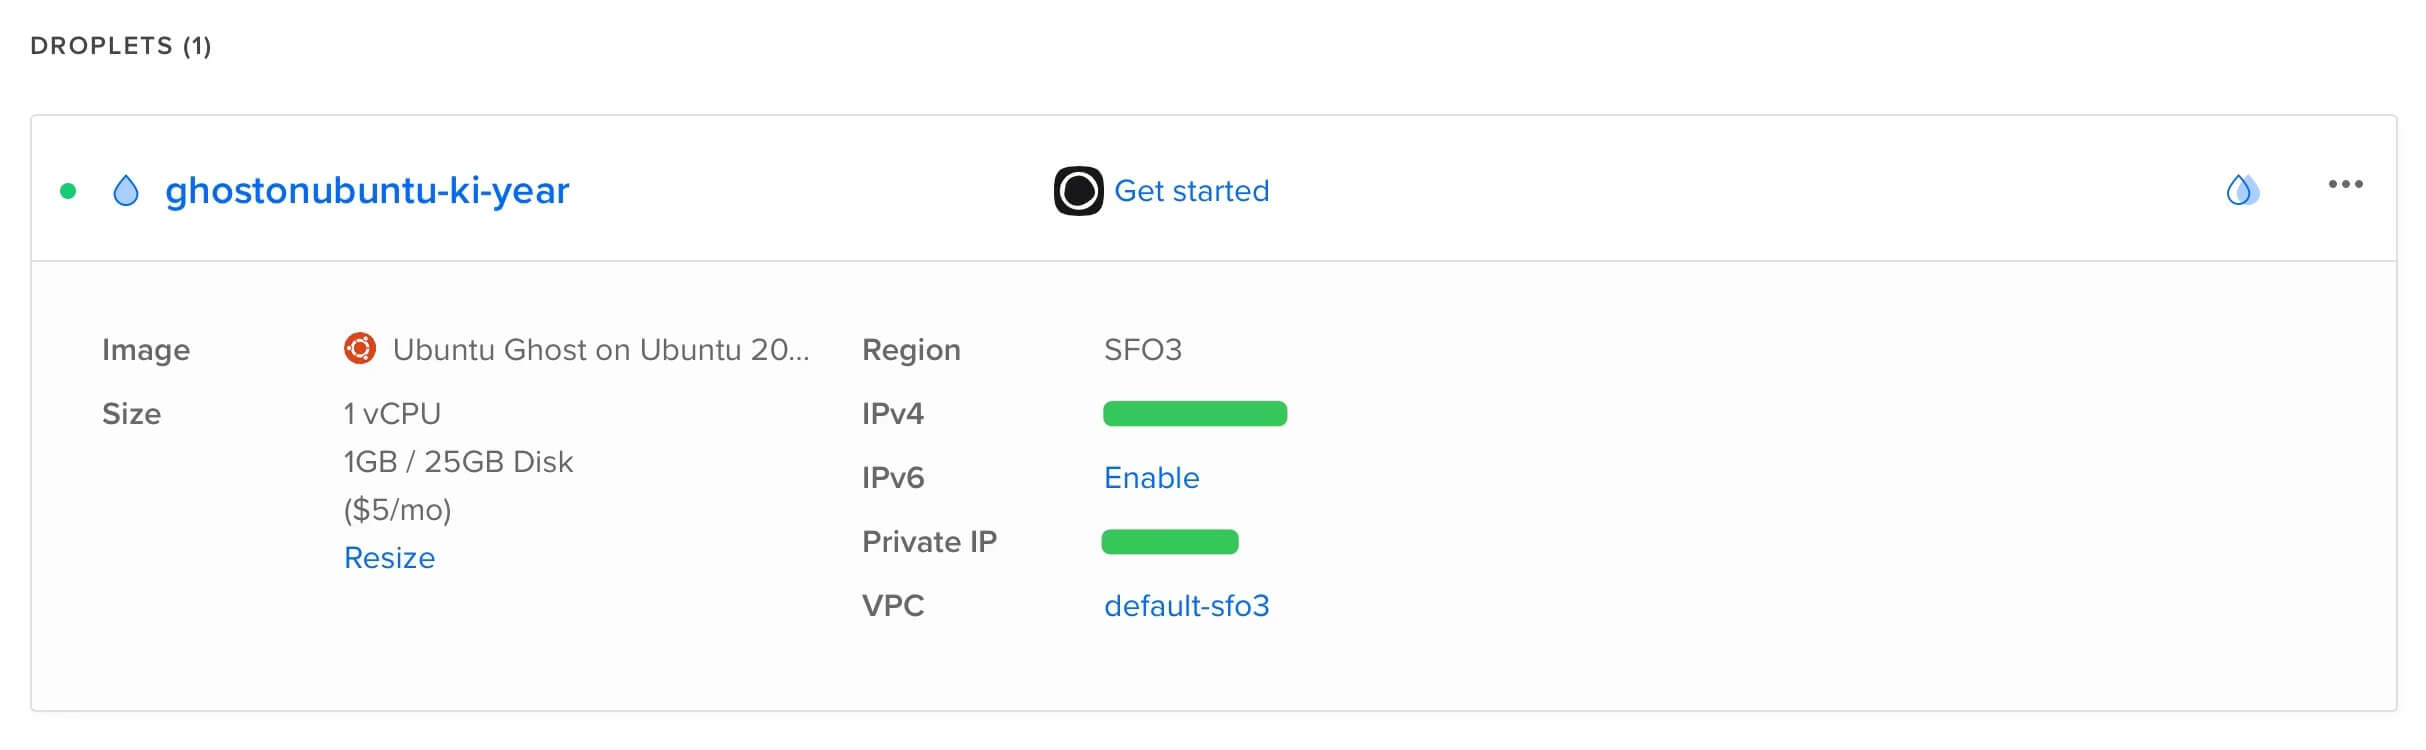 DROPLETS (1)
ghostonubuntu-ki-year
Get started
Image
Ubuntu Ghost on Ubuntu 20...
Size
1 vCPU
1GB / 25GB Disk
($5/mo)
Resize
Region
SFO3
IPv4
IPv6
Enable
Private IP
VPC
default-sfo3